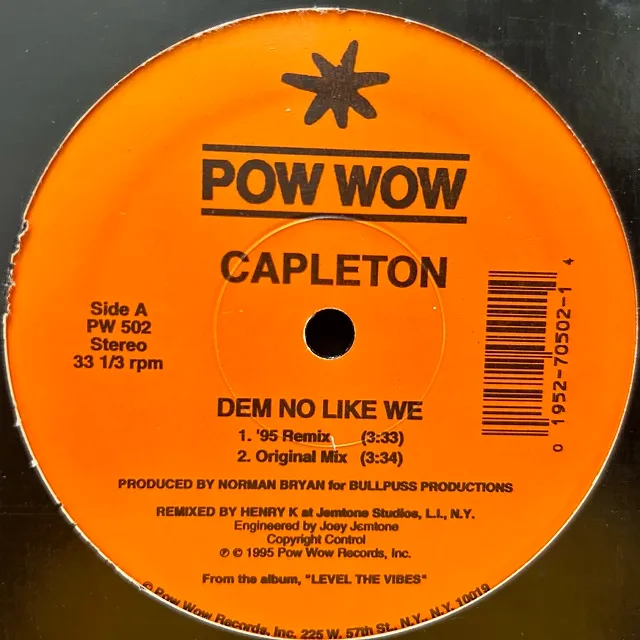 POW WOW
CAPLETON
Side A
PW 502
Stereo
33 1/3 rpm
0 1952-70502-1 4
DEM NO LIKE WE
1. '95 Remix (3:33)
2. Original Mix (3:34)
PRODUCED BY NORMAN BRYAN for BULLPUSS PRODUCTIONS
REMIXED BY HENRY K at Jemtone Studios, L.I., N.Y.
Engineered by Joey Jemtone
Copyright Control
℗ © 1995 Pow Wow Records, Inc.
From the album, "LEVEL THE VIBES"
© Pow Wow Records, Inc. 225 W. 57th St., N.Y., N.Y. 10019